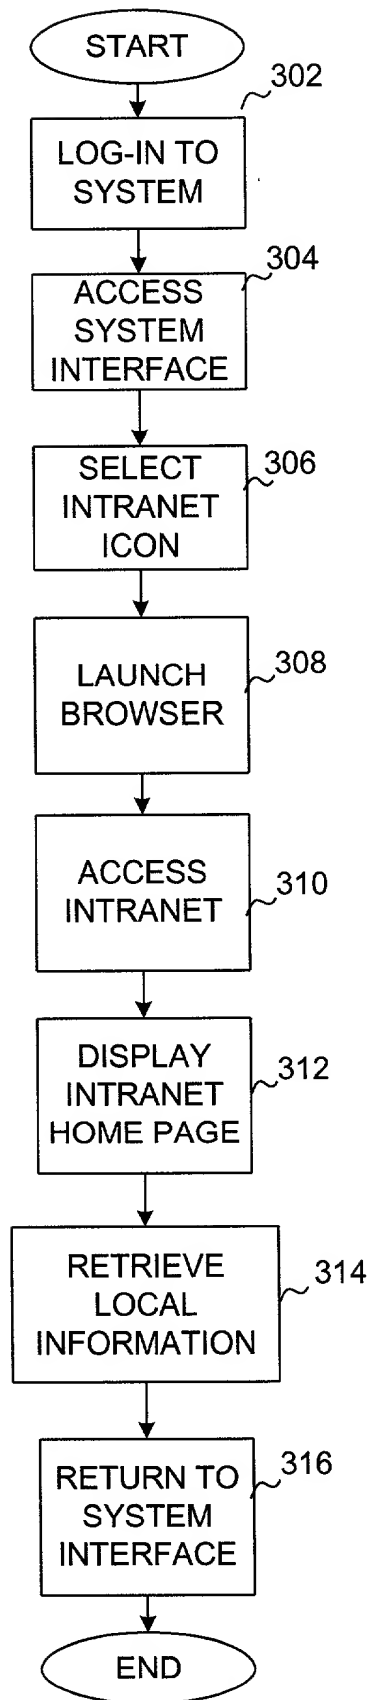 START
302
LOG-IN TO
SYSTEM
304
ACCESS
SYSTEM
INTERFACE
306
SELECT
INTRANET
ICON
308
LAUNCH
BROWSER
310
ACCESS
INTRANET
312
DISPLAY
INTRANET
HOME PAGE
314
RETRIEVE
LOCAL
INFORMATION
316
RETURN TO
SYSTEM
INTERFACE
END